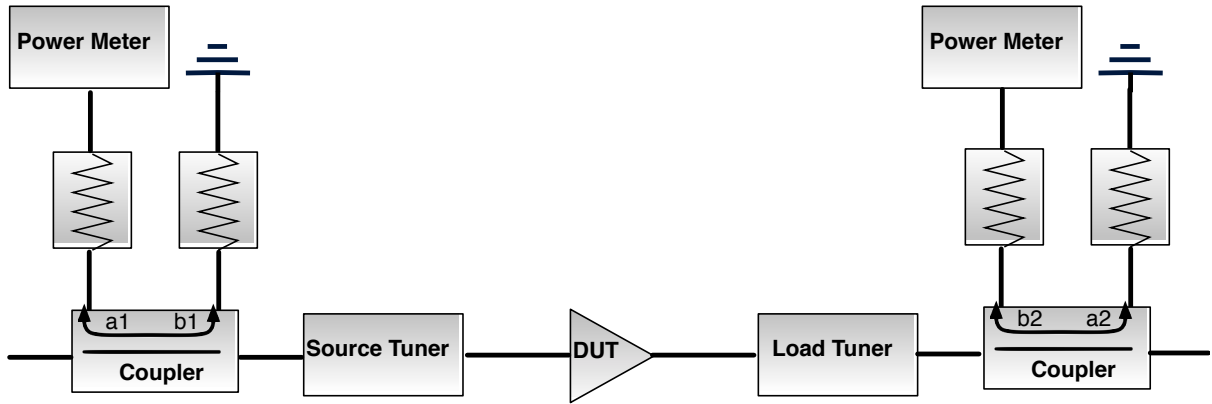 Power Meter
Power Meter
a1 b1
b2 a2
Coupler
Source Tuner
DUT
Load Tuner
Coupler